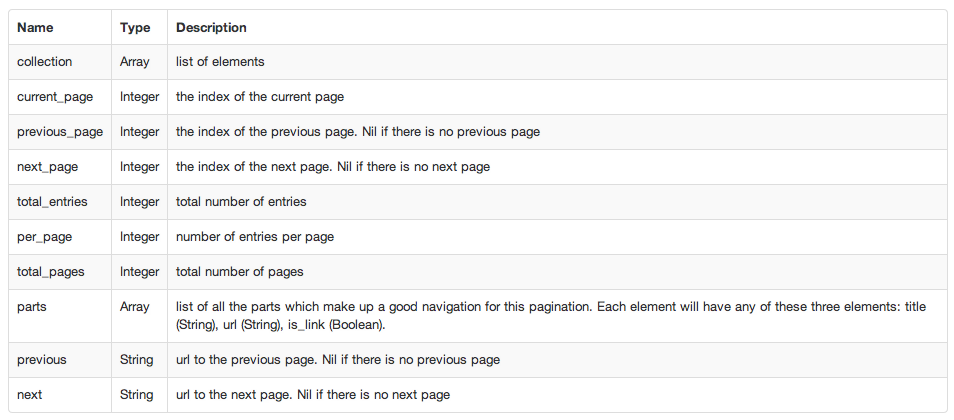 Name Type Description
collection Array list of elements
current_page Integer the index of the current page
previous_page Integer the index of the previous page. Nil if there is no previous page
next_page Integer the index of the next page. Nil if there is no next page
total_entries Integer total number of entries
per_page Integer number of entries per page
total_pages Integer total number of pages
parts Array list of all the parts which make up a good navigation for this pagination. Each element will have any of these three elements: title
(String), url (String), is_link (Boolean).
previous String url to the previous page. Nil if there is no previous page
next String url to the next page. Nil if there is no next page